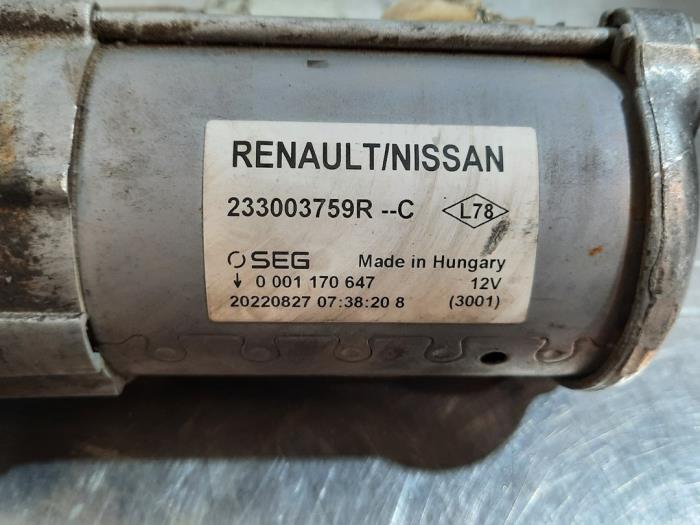 RENAULT/NISSAN
233003759R --C L78
SEG Made in Hungary
↓ 0 001 170 647 12V
20220827 07:38:20 8 (3001)